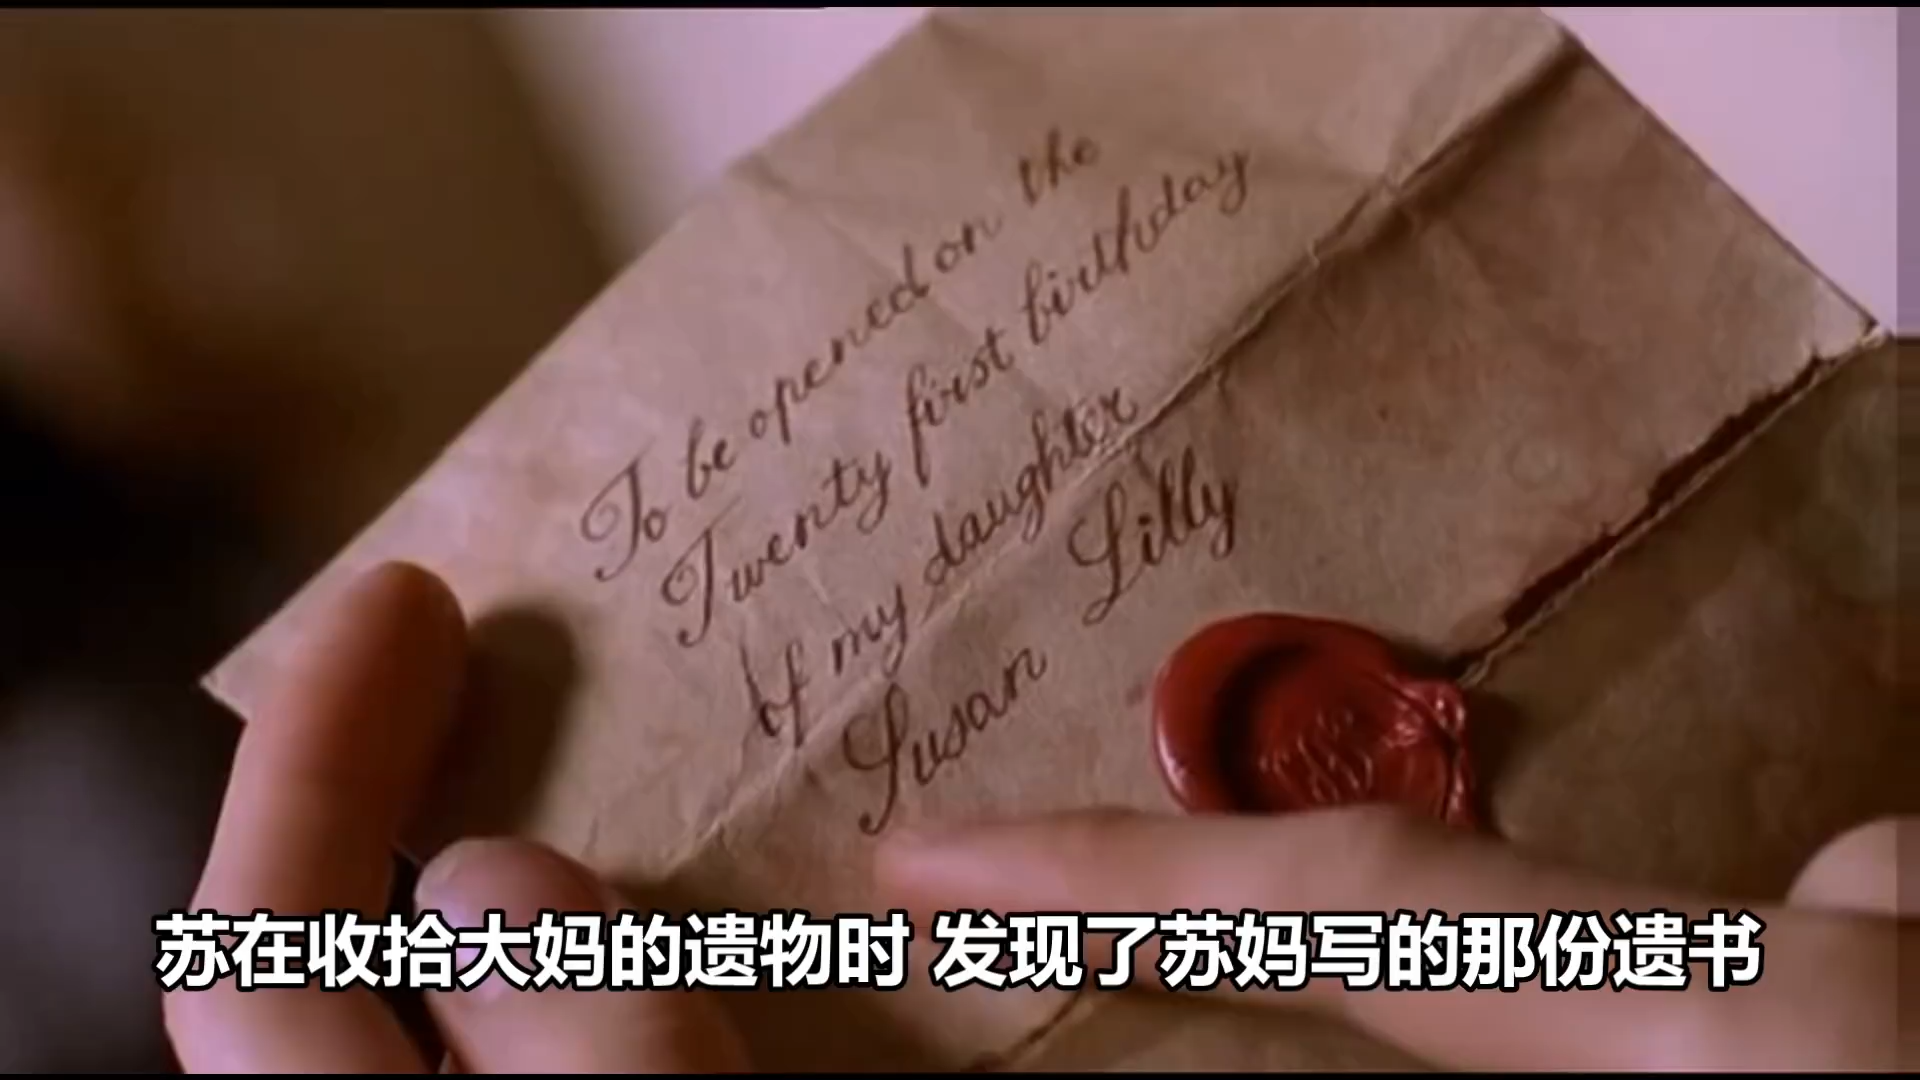 To be opened on the
Twenty first birthday
of my daughter
Susan Lilly
苏在收拾大妈的遗物时 发现了苏妈写的那份遗书